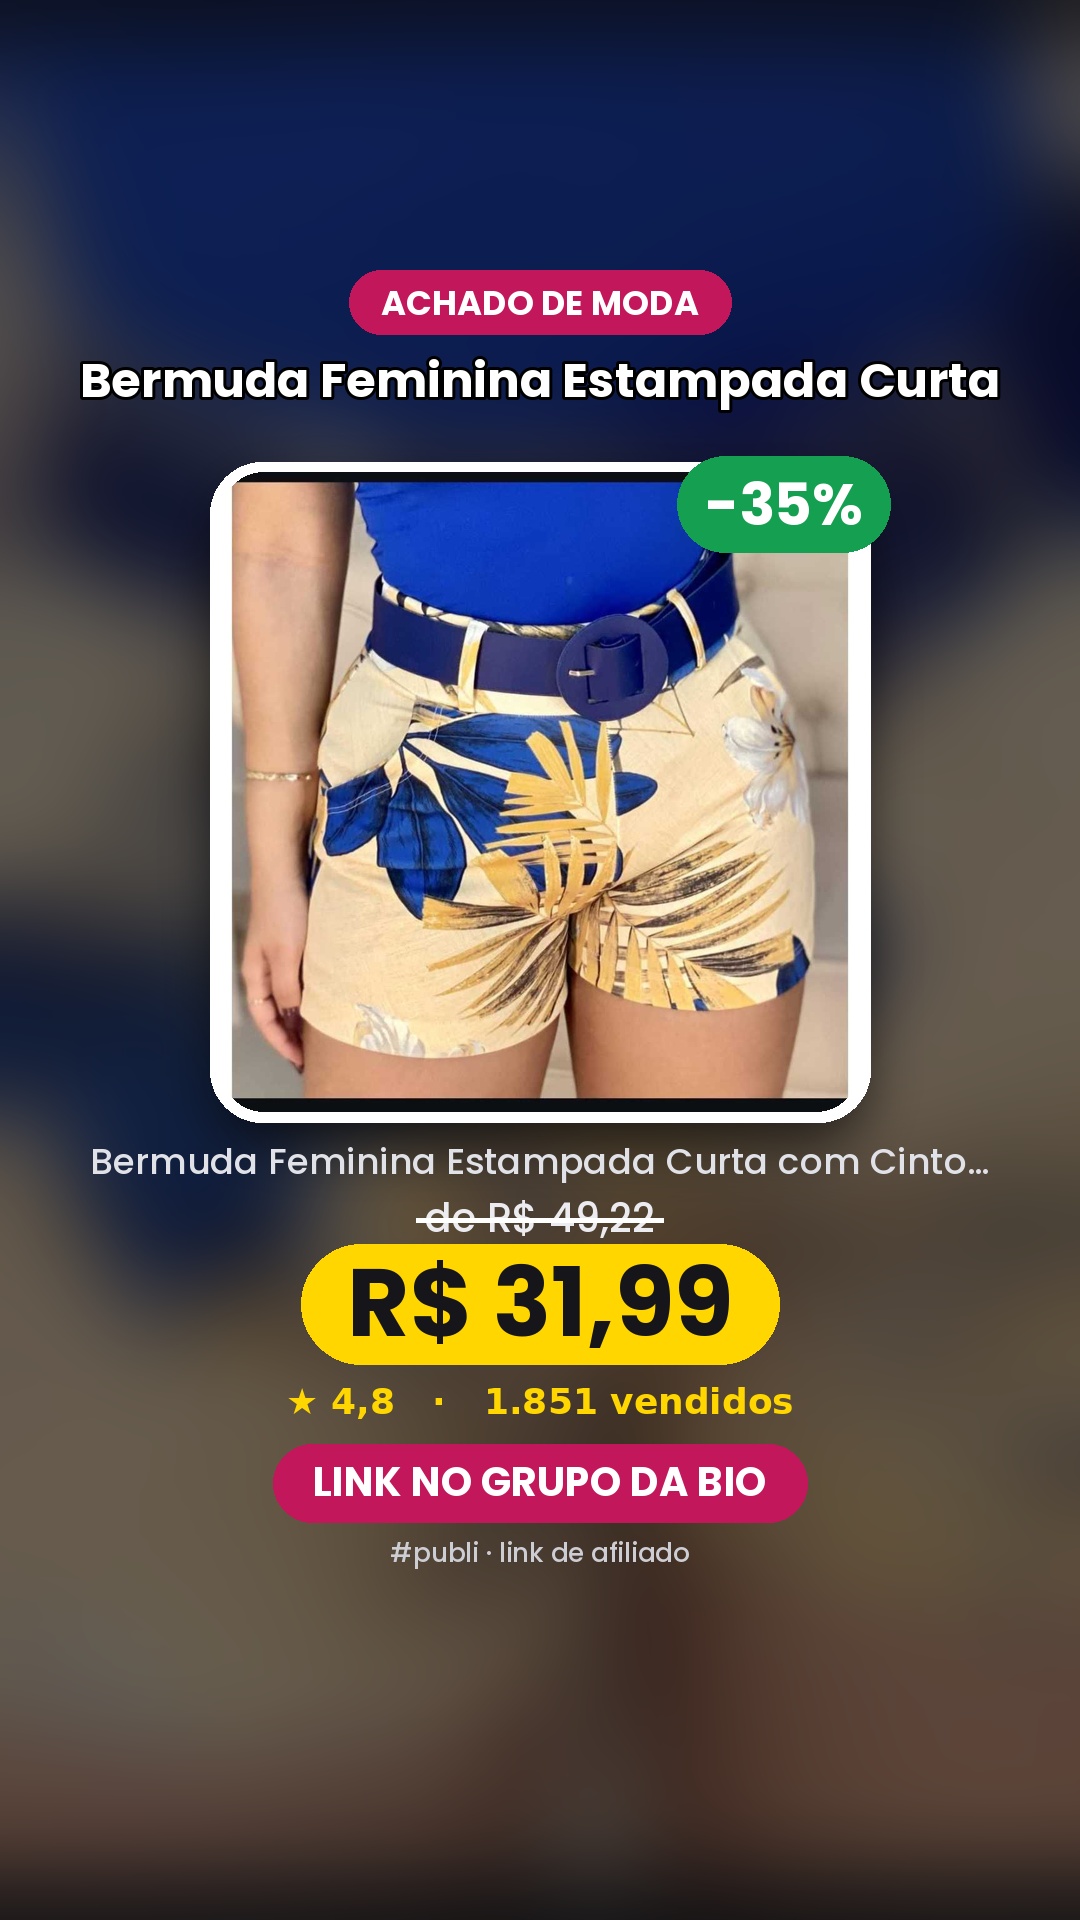 ACHADO DE MODA
Bermuda Feminina Estampada Curta
-35%
Bermuda Feminina Estampada Curta com Cinto...
de R$ 49,22
R$ 31,99
★ 4,8 · 1.851 vendidos
LINK NO GRUPO DA BIO
#publi · link de afiliado